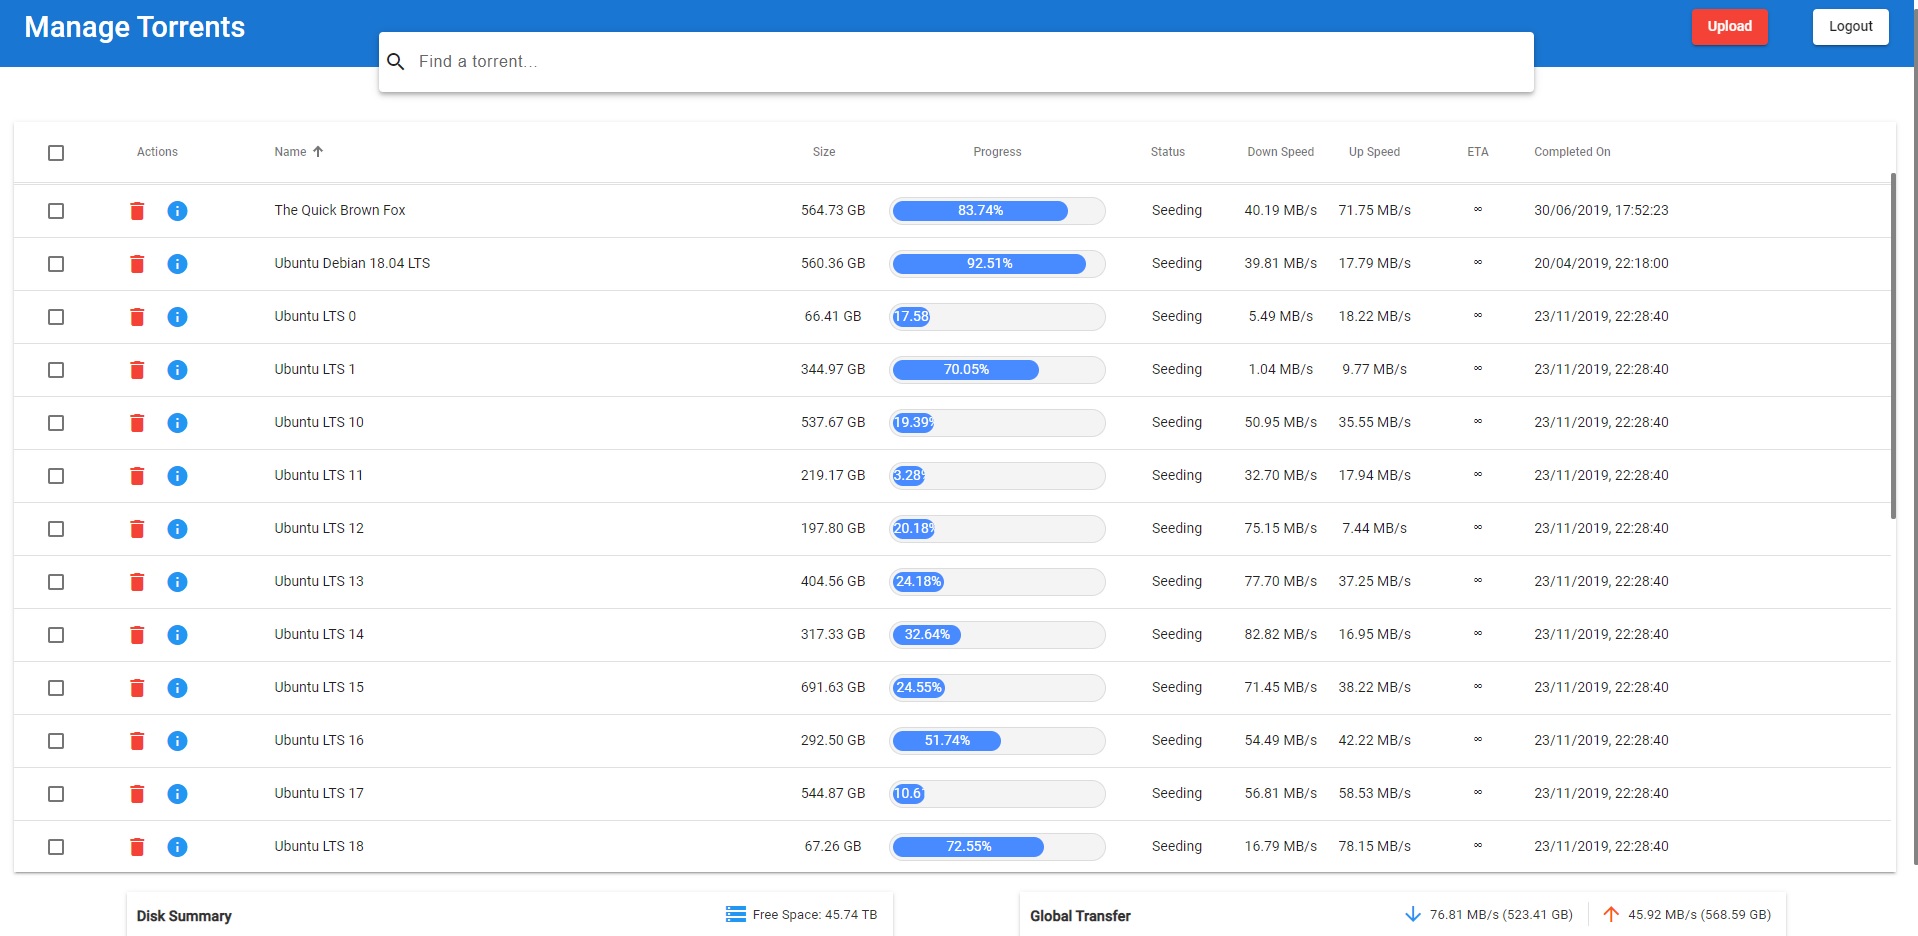 Manage Torrents
Upload
Logout
Find a torrent...
Actions Name Size Progress Status Down Speed Up Speed ETA Completed On
The Quick Brown Fox 564.73 GB 83.74% Seeding 40.19 MB/s 71.75 MB/s ∞ 30/06/2019, 17:52:23
Ubuntu Debian 18.04 LTS 560.36 GB 92.51% Seeding 39.81 MB/s 17.79 MB/s ∞ 20/04/2019, 22:18:00
Ubuntu LTS 0 66.41 GB 17.58 Seeding 5.49 MB/s 18.22 MB/s ∞ 23/11/2019, 22:28:40
Ubuntu LTS 1 344.97 GB 70.05% Seeding 1.04 MB/s 9.77 MB/s ∞ 23/11/2019, 22:28:40
Ubuntu LTS 10 537.67 GB 19.39% Seeding 50.95 MB/s 35.55 MB/s ∞ 23/11/2019, 22:28:40
Ubuntu LTS 11 219.17 GB 3.28 Seeding 32.70 MB/s 17.94 MB/s ∞ 23/11/2019, 22:28:40
Ubuntu LTS 12 197.80 GB 20.18% Seeding 75.15 MB/s 7.44 MB/s ∞ 23/11/2019, 22:28:40
Ubuntu LTS 13 404.56 GB 24.18% Seeding 77.70 MB/s 37.25 MB/s ∞ 23/11/2019, 22:28:40
Ubuntu LTS 14 317.33 GB 32.64% Seeding 82.82 MB/s 16.95 MB/s ∞ 23/11/2019, 22:28:40
Ubuntu LTS 15 691.63 GB 24.55% Seeding 71.45 MB/s 38.22 MB/s ∞ 23/11/2019, 22:28:40
Ubuntu LTS 16 292.50 GB 51.74% Seeding 54.49 MB/s 42.22 MB/s ∞ 23/11/2019, 22:28:40
Ubuntu LTS 17 544.87 GB 10.6 Seeding 56.81 MB/s 58.53 MB/s ∞ 23/11/2019, 22:28:40
Ubuntu LTS 18 67.26 GB 72.55% Seeding 16.79 MB/s 78.15 MB/s ∞ 23/11/2019, 22:28:40
Disk Summary Free Space: 45.74 TB
Global Transfer 76.81 MB/s (523.41 GB) 45.92 MB/s (568.59 GB)